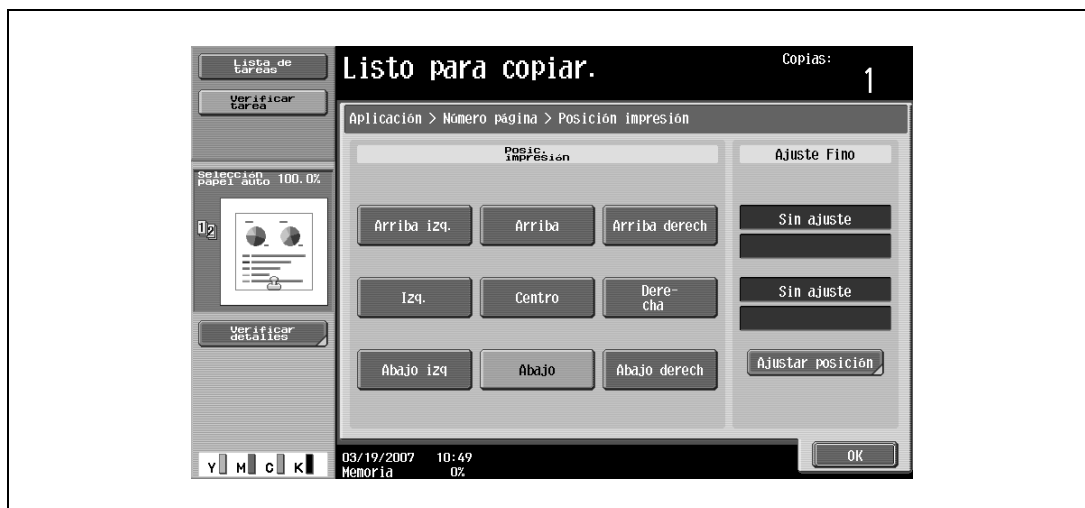 Lista de
tareas
Verificar
tarea
Listo para copiar.
Copias:
1
Aplicación > Número página > Posición impresión
Posic.
impresión
Ajuste Fino
Selección
papel auto 100.0%
12
Arriba izq.
Arriba
Arriba derech
Sin ajuste
Izq.
Centro
Dere-
cha
Sin ajuste
Verificar
detalles
Abajo izq
Abajo
Abajo derech
Ajustar posición
Y M C K
03/19/2007 10:49
Memoria 0%
OK